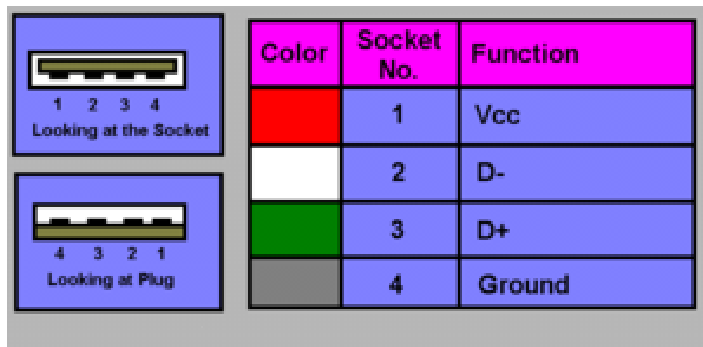 1 2 3 4
Looking at the Socket
4 3 2 1
Looking at Plug
Color Socket No. Function
1 Vcc
2 D-
3 D+
4 Ground